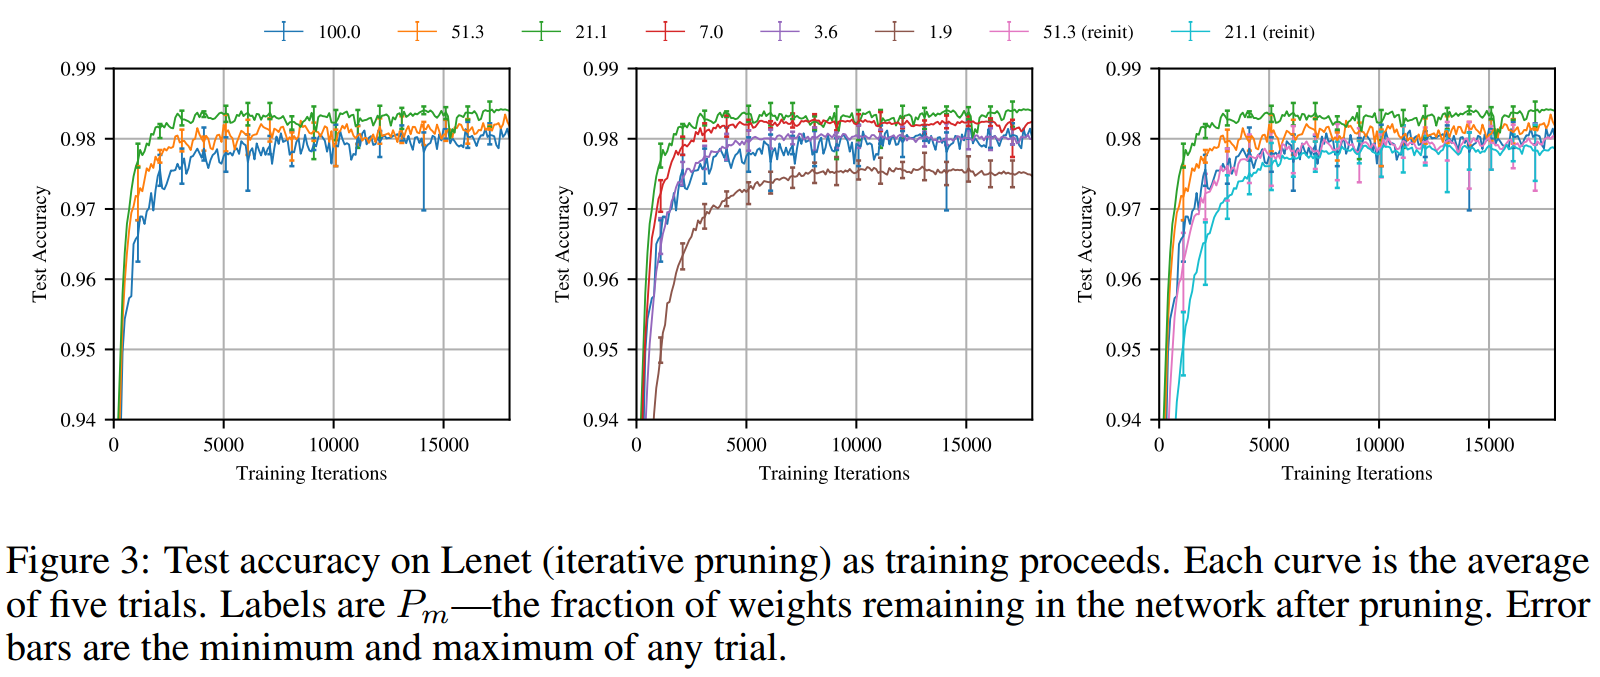 100.0 51.3 21.1 7.0 3.6 1.9 51.3 (reinit) 21.1 (reinit)
0.99
0.98
0.97
0.96
0.95
0.94
Test Accuracy
0 5000 10000 15000
Training Iterations
0.99
0.98
0.97
0.96
0.95
0.94
Test Accuracy
0 5000 10000 15000
Training Iterations
0.99
0.98
0.97
0.96
0.95
0.94
Test Accuracy
0 5000 10000 15000
Training Iterations
Figure 3: Test accuracy on Lenet (iterative pruning) as training proceeds. Each curve is the average
of five trials. Labels are Pm—the fraction of weights remaining in the network after pruning. Error
bars are the minimum and maximum of any trial.